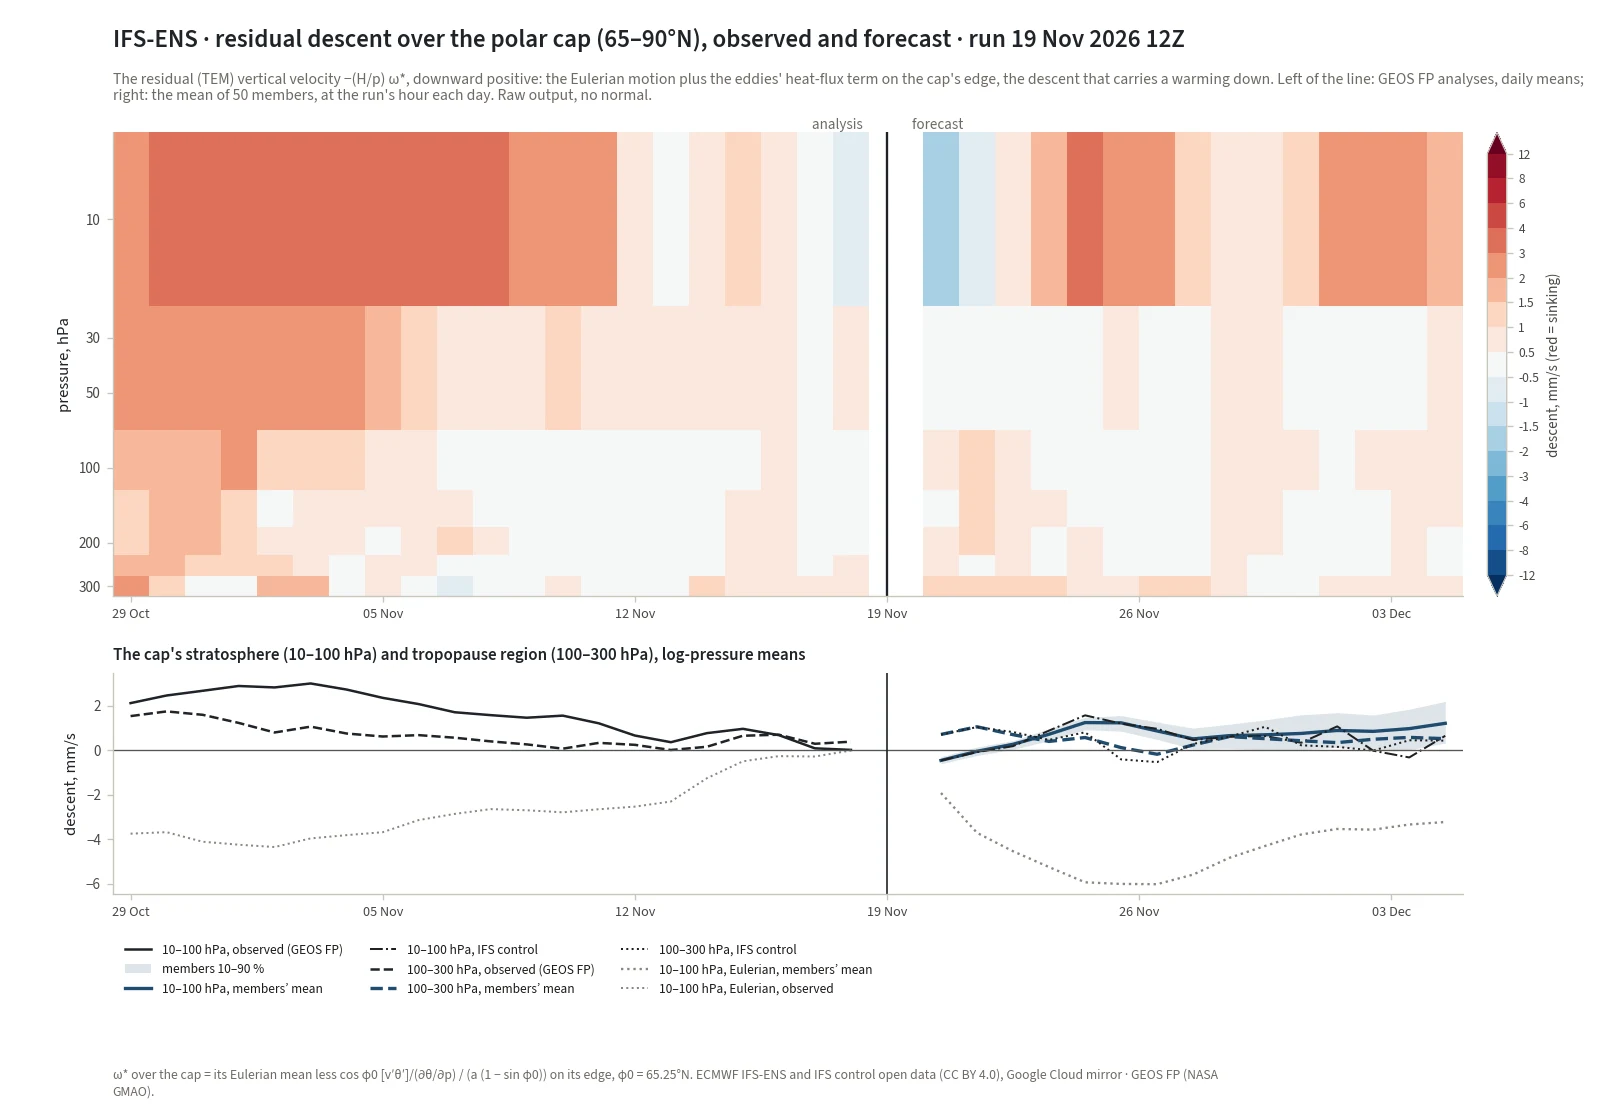 IFS-ENS · residual descent over the polar cap (65–90°N), observed and forecast · run 19 Nov 2026 12Z
The residual (TEM) vertical velocity −(H/p) ω*, downward positive: the Eulerian motion plus the eddies' heat-flux term on the cap's edge, the descent that carries a warming down. Left of the line: GEOS FP analyses, daily means;
right: the mean of 50 members, at the run's hour each day. Raw output, no normal.
analysis
forecast
pressure, hPa
10
30
50
100
200
300
29 Oct
05 Nov
12 Nov
19 Nov
26 Nov
03 Dec
12
8
6
4
3
2
1.5
1
0.5
-0.5
-1
-1.5
-2
-3
-4
-6
-8
-12
descent, mm/s (red = sinking)
The cap's stratosphere (10–100 hPa) and tropopause region (100–300 hPa), log-pressure means
descent, mm/s
2
0
−2
−4
−6
29 Oct
05 Nov
12 Nov
19 Nov
26 Nov
03 Dec
10–100 hPa, observed (GEOS FP)
members 10–90 %
10–100 hPa, members’ mean
10–100 hPa, IFS control
100–300 hPa, observed (GEOS FP)
100–300 hPa, members’ mean
100–300 hPa, IFS control
10–100 hPa, Eulerian, members’ mean
10–100 hPa, Eulerian, observed
ω* over the cap = its Eulerian mean less cos φ0 [v′θ′]/(∂θ/∂p) / (a (1 − sin φ0)) on its edge, φ0 = 65.25°N. ECMWF IFS-ENS and IFS control open data (CC BY 4.0), Google Cloud mirror · GEOS FP (NASA
GMAO).